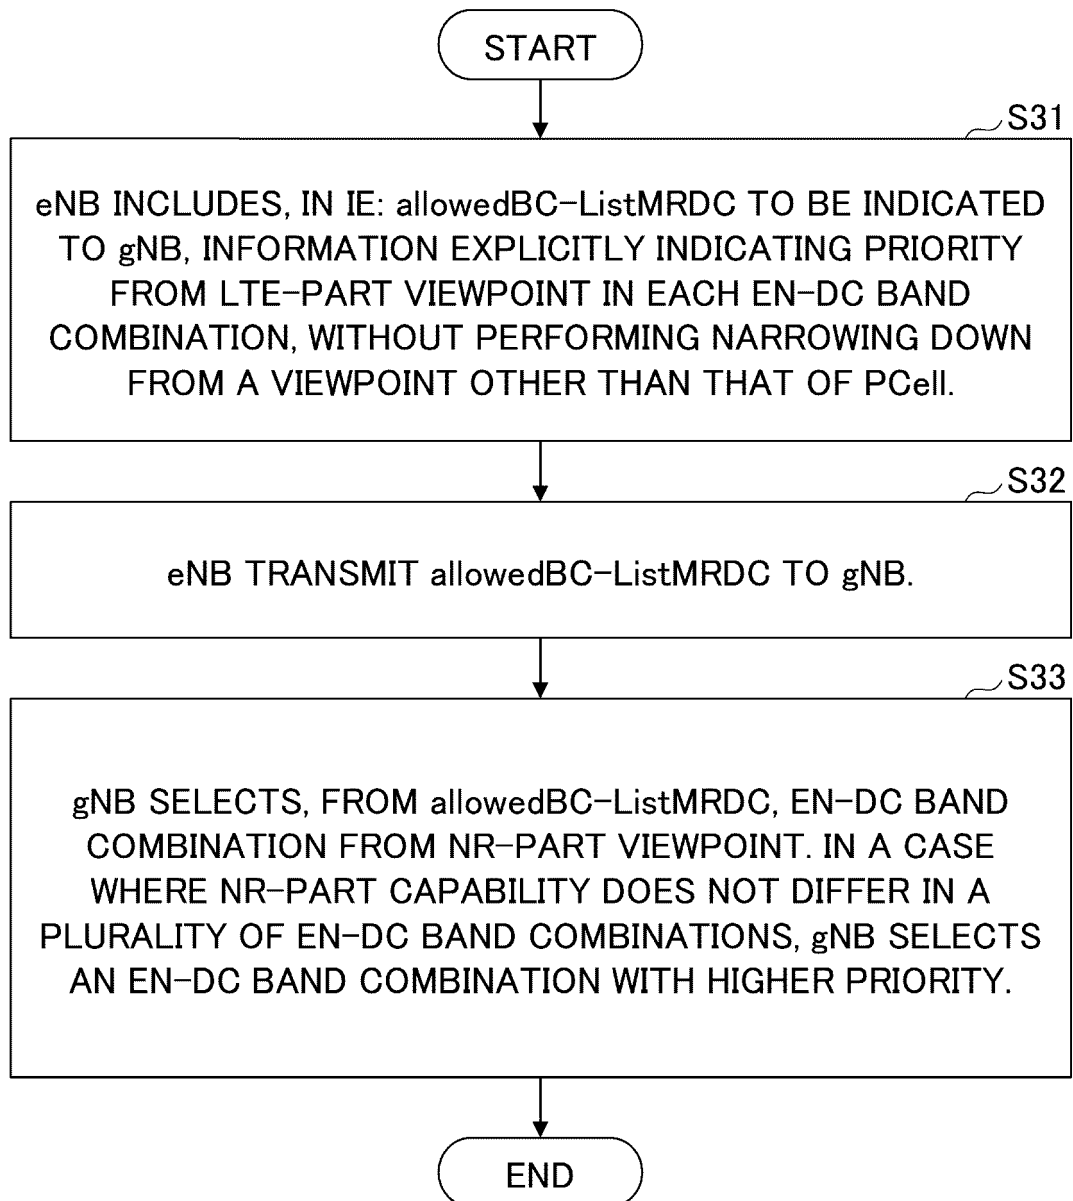 START
S31
eNB INCLUDES, IN IE: allowedBC-ListMRDC TO BE INDICATED
TO gNB, INFORMATION EXPLICITLY INDICATING PRIORITY
FROM LTE-PART VIEWPOINT IN EACH EN-DC BAND
COMBINATION, WITHOUT PERFORMING NARROWING DOWN
FROM A VIEWPOINT OTHER THAN THAT OF PCell.
S32
eNB TRANSMIT allowedBC-ListMRDC TO gNB.
S33
gNB SELECTS, FROM allowedBC-ListMRDC, EN-DC BAND
COMBINATION FROM NR-PART VIEWPOINT. IN A CASE
WHERE NR-PART CAPABILITY DOES NOT DIFFER IN A
PLURALITY OF EN-DC BAND COMBINATIONS, gNB SELECTS
AN EN-DC BAND COMBINATION WITH HIGHER PRIORITY.
END